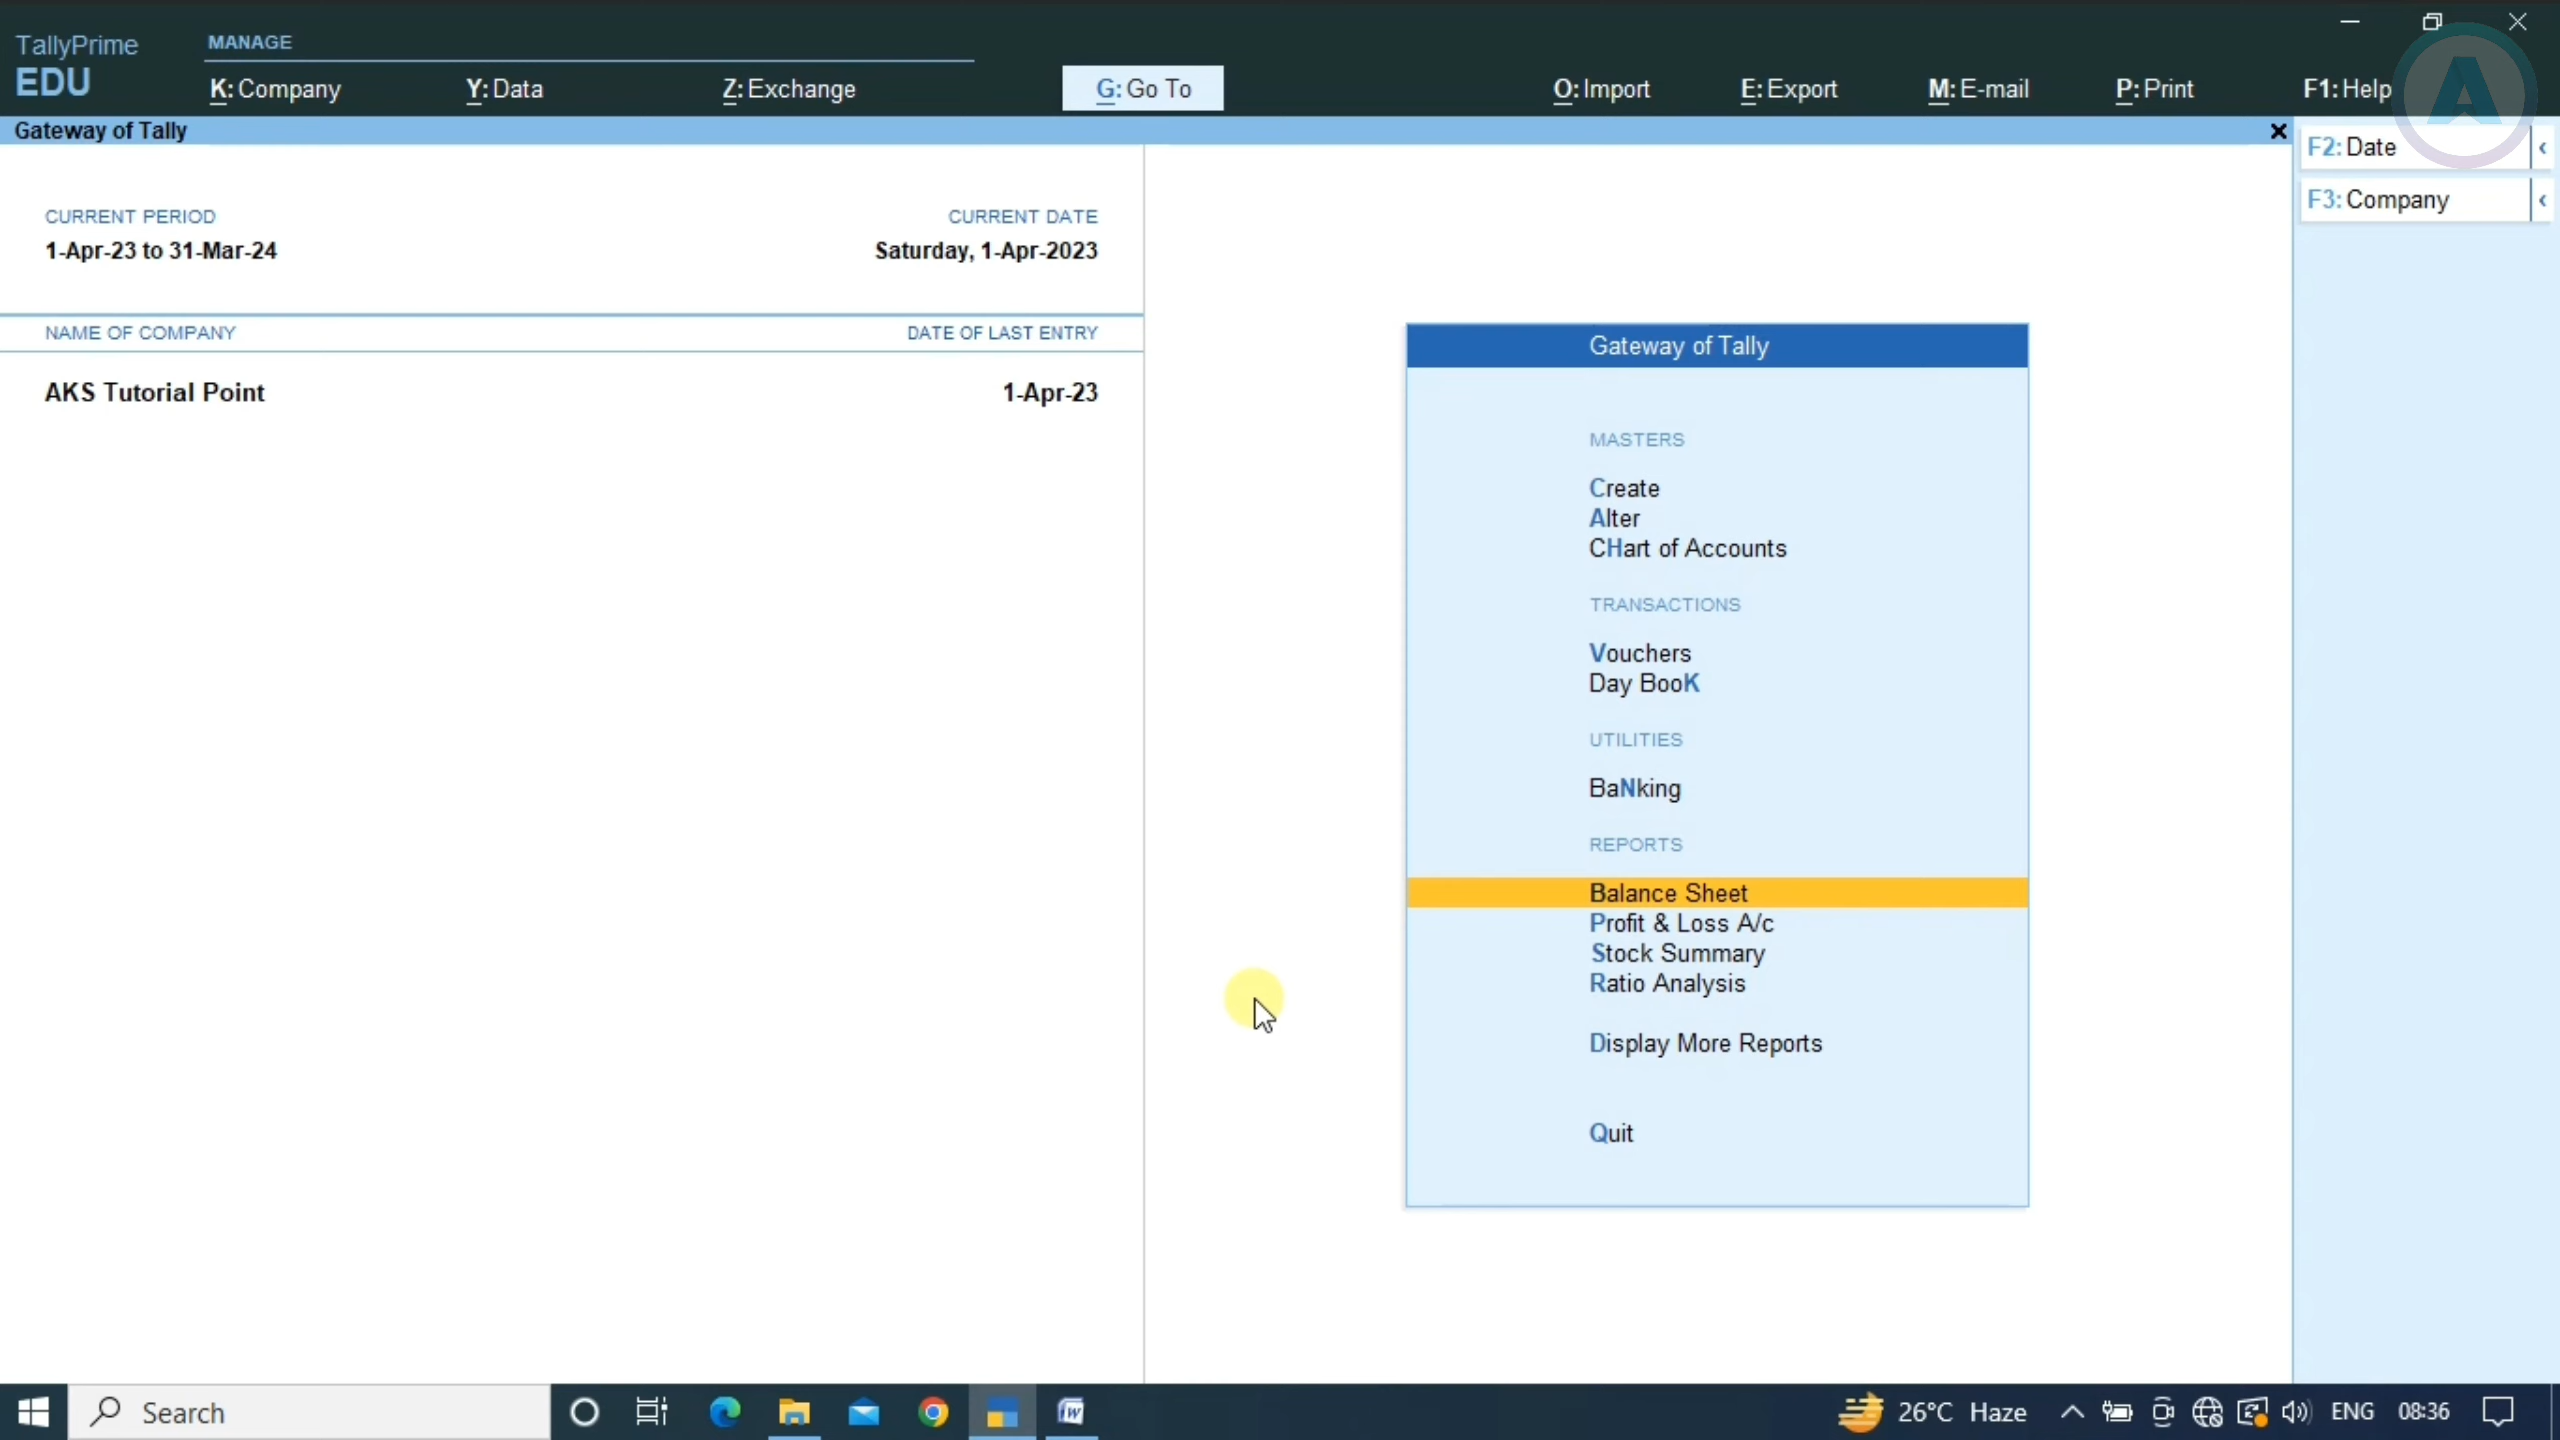 TallyPrime
EDU
MANAGE
K: Company
Y: Data
Z: Exchange
G: Go To
O: Import
E: Export
M: E-mail
P: Print
F1: Help
Gateway of Tally
F2: Date
F3: Company
CURRENT PERIOD
CURRENT DATE
1-Apr-23 to 31-Mar-24
Saturday, 1-Apr-2023
NAME OF COMPANY
DATE OF LAST ENTRY
AKS Tutorial Point
1-Apr-23
Gateway of Tally
MASTERS
Create
Alter
CHart of Accounts
TRANSACTIONS
Vouchers
Day BooK
UTILITIES
BaNking
REPORTS
Balance Sheet
Profit & Loss A/c
Stock Summary
Ratio Analysis
Display More Reports
Quit
Search
26°C Haze
ENG
08:36